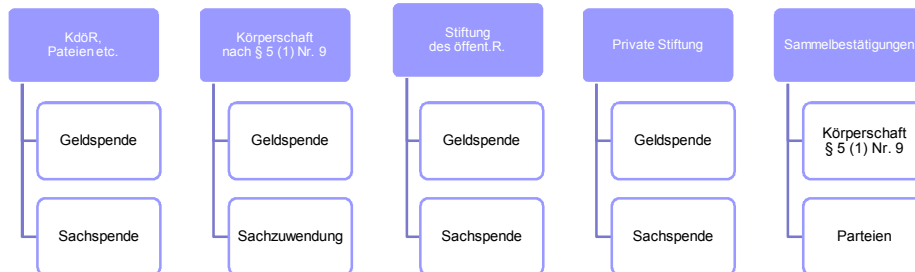 KdöR,
Pateien etc.
Geldspende
Sachspende
Körperschaft
nach § 5 (1) Nr. 9
Geldspende
Sachzuwendung
Stiftung
des öffent.R.
Geldspende
Sachspende
Private Stiftung
Geldspende
Sachspende
Sammelbestätigungen
Körperschaft
§ 5 (1) Nr. 9
Parteien